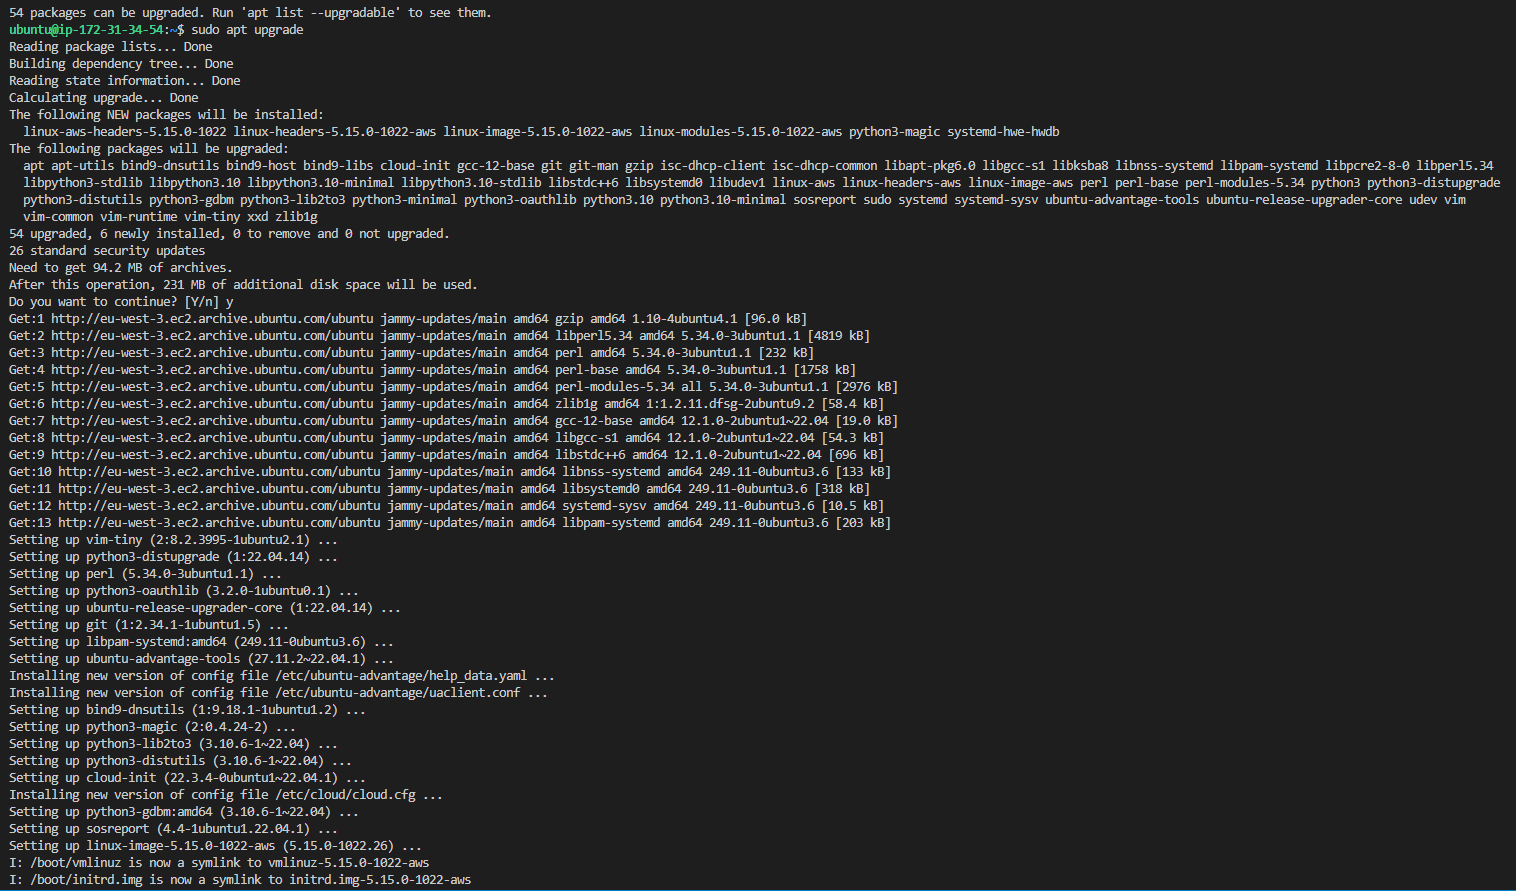 54 packages can be upgraded. Run 'apt list --upgradable' to see them.
ubuntu@ip-172-31-34-54:~$ sudo apt upgrade
Reading package lists... Done
Building dependency tree... Done
Reading state information... Done
Calculating upgrade... Done
The following NEW packages will be installed:
  linux-aws-headers-5.15.0-1022 linux-headers-5.15.0-1022-aws linux-image-5.15.0-1022-aws linux-modules-5.15.0-1022-aws python3-magic systemd-hwe-hwdb
The following packages will be upgraded:
  apt apt-utils bind9-dnsutils bind9-host bind9-libs cloud-init gcc-12-base git git-man gzip isc-dhcp-client isc-dhcp-common libapt-pkg6.0 libgcc-s1 libksba8 libnss-systemd libpam-systemd libpcre2-8-0 libperl5.34
  libpython3-stdlib libpython3.10 libpython3.10-minimal libpython3.10-stdlib libstdc++6 libsystemd0 libudev1 linux-aws linux-headers-aws linux-image-aws perl perl-base perl-modules-5.34 python3 python3-distupgrade
  python3-distutils python3-gdbm python3-lib2to3 python3-minimal python3-oauthlib python3.10 python3.10-minimal sosreport sudo systemd systemd-sysv ubuntu-advantage-tools ubuntu-release-upgrader-core udev vim
  vim-common vim-runtime vim-tiny xxd zlib1g
54 upgraded, 6 newly installed, 0 to remove and 0 not upgraded.
26 standard security updates
Need to get 94.2 MB of archives.
After this operation, 231 MB of additional disk space will be used.
Do you want to continue? [Y/n] y
Get:1 http://eu-west-3.ec2.archive.ubuntu.com/ubuntu jammy-updates/main amd64 gzip amd64 1.10-4ubuntu4.1 [96.0 kB]
Get:2 http://eu-west-3.ec2.archive.ubuntu.com/ubuntu jammy-updates/main amd64 libperl5.34 amd64 5.34.0-3ubuntu1.1 [4819 kB]
Get:3 http://eu-west-3.ec2.archive.ubuntu.com/ubuntu jammy-updates/main amd64 perl amd64 5.34.0-3ubuntu1.1 [232 kB]
Get:4 http://eu-west-3.ec2.archive.ubuntu.com/ubuntu jammy-updates/main amd64 perl-base amd64 5.34.0-3ubuntu1.1 [1758 kB]
Get:5 http://eu-west-3.ec2.archive.ubuntu.com/ubuntu jammy-updates/main amd64 perl-modules-5.34 all 5.34.0-3ubuntu1.1 [2976 kB]
Get:6 http://eu-west-3.ec2.archive.ubuntu.com/ubuntu jammy-updates/main amd64 zlib1g amd64 1:1.2.11.dfsg-2ubuntu9.2 [58.4 kB]
Get:7 http://eu-west-3.ec2.archive.ubuntu.com/ubuntu jammy-updates/main amd64 gcc-12-base amd64 12.1.0-2ubuntu1~22.04 [19.0 kB]
Get:8 http://eu-west-3.ec2.archive.ubuntu.com/ubuntu jammy-updates/main amd64 libgcc-s1 amd64 12.1.0-2ubuntu1~22.04 [54.3 kB]
Get:9 http://eu-west-3.ec2.archive.ubuntu.com/ubuntu jammy-updates/main amd64 libstdc++6 amd64 12.1.0-2ubuntu1~22.04 [696 kB]
Get:10 http://eu-west-3.ec2.archive.ubuntu.com/ubuntu jammy-updates/main amd64 libnss-systemd amd64 249.11-0ubuntu3.6 [133 kB]
Get:11 http://eu-west-3.ec2.archive.ubuntu.com/ubuntu jammy-updates/main amd64 libsystemd0 amd64 249.11-0ubuntu3.6 [318 kB]
Get:12 http://eu-west-3.ec2.archive.ubuntu.com/ubuntu jammy-updates/main amd64 systemd-sysv amd64 249.11-0ubuntu3.6 [10.5 kB]
Get:13 http://eu-west-3.ec2.archive.ubuntu.com/ubuntu jammy-updates/main amd64 libpam-systemd amd64 249.11-0ubuntu3.6 [203 kB]
Setting up vim-tiny (2:8.2.3995-1ubuntu2.1) ...
Setting up python3-distupgrade (1:22.04.14) ...
Setting up perl (5.34.0-3ubuntu1.1) ...
Setting up python3-oauthlib (3.2.0-1ubuntu0.1) ...
Setting up ubuntu-release-upgrader-core (1:22.04.14) ...
Setting up git (1:2.34.1-1ubuntu1.5) ...
Setting up libpam-systemd:amd64 (249.11-0ubuntu3.6) ...
Setting up ubuntu-advantage-tools (27.11.2~22.04.1) ...
Installing new version of config file /etc/ubuntu-advantage/help_data.yaml ...
Installing new version of config file /etc/ubuntu-advantage/uaclient.conf ...
Setting up bind9-dnsutils (1:9.18.1-1ubuntu1.2) ...
Setting up python3-magic (2:0.4.24-2) ...
Setting up python3-lib2to3 (3.10.6-1~22.04) ...
Setting up python3-distutils (3.10.6-1~22.04) ...
Setting up cloud-init (22.3.4-0ubuntu1~22.04.1) ...
Installing new version of config file /etc/cloud/cloud.cfg ...
Setting up python3-gdbm:amd64 (3.10.6-1~22.04) ...
Setting up sosreport (4.4-1ubuntu1.22.04.1) ...
Setting up linux-image-5.15.0-1022-aws (5.15.0-1022.26) ...
I: /boot/vmlinuz is now a symlink to vmlinuz-5.15.0-1022-aws
I: /boot/initrd.img is now a symlink to initrd.img-5.15.0-1022-aws